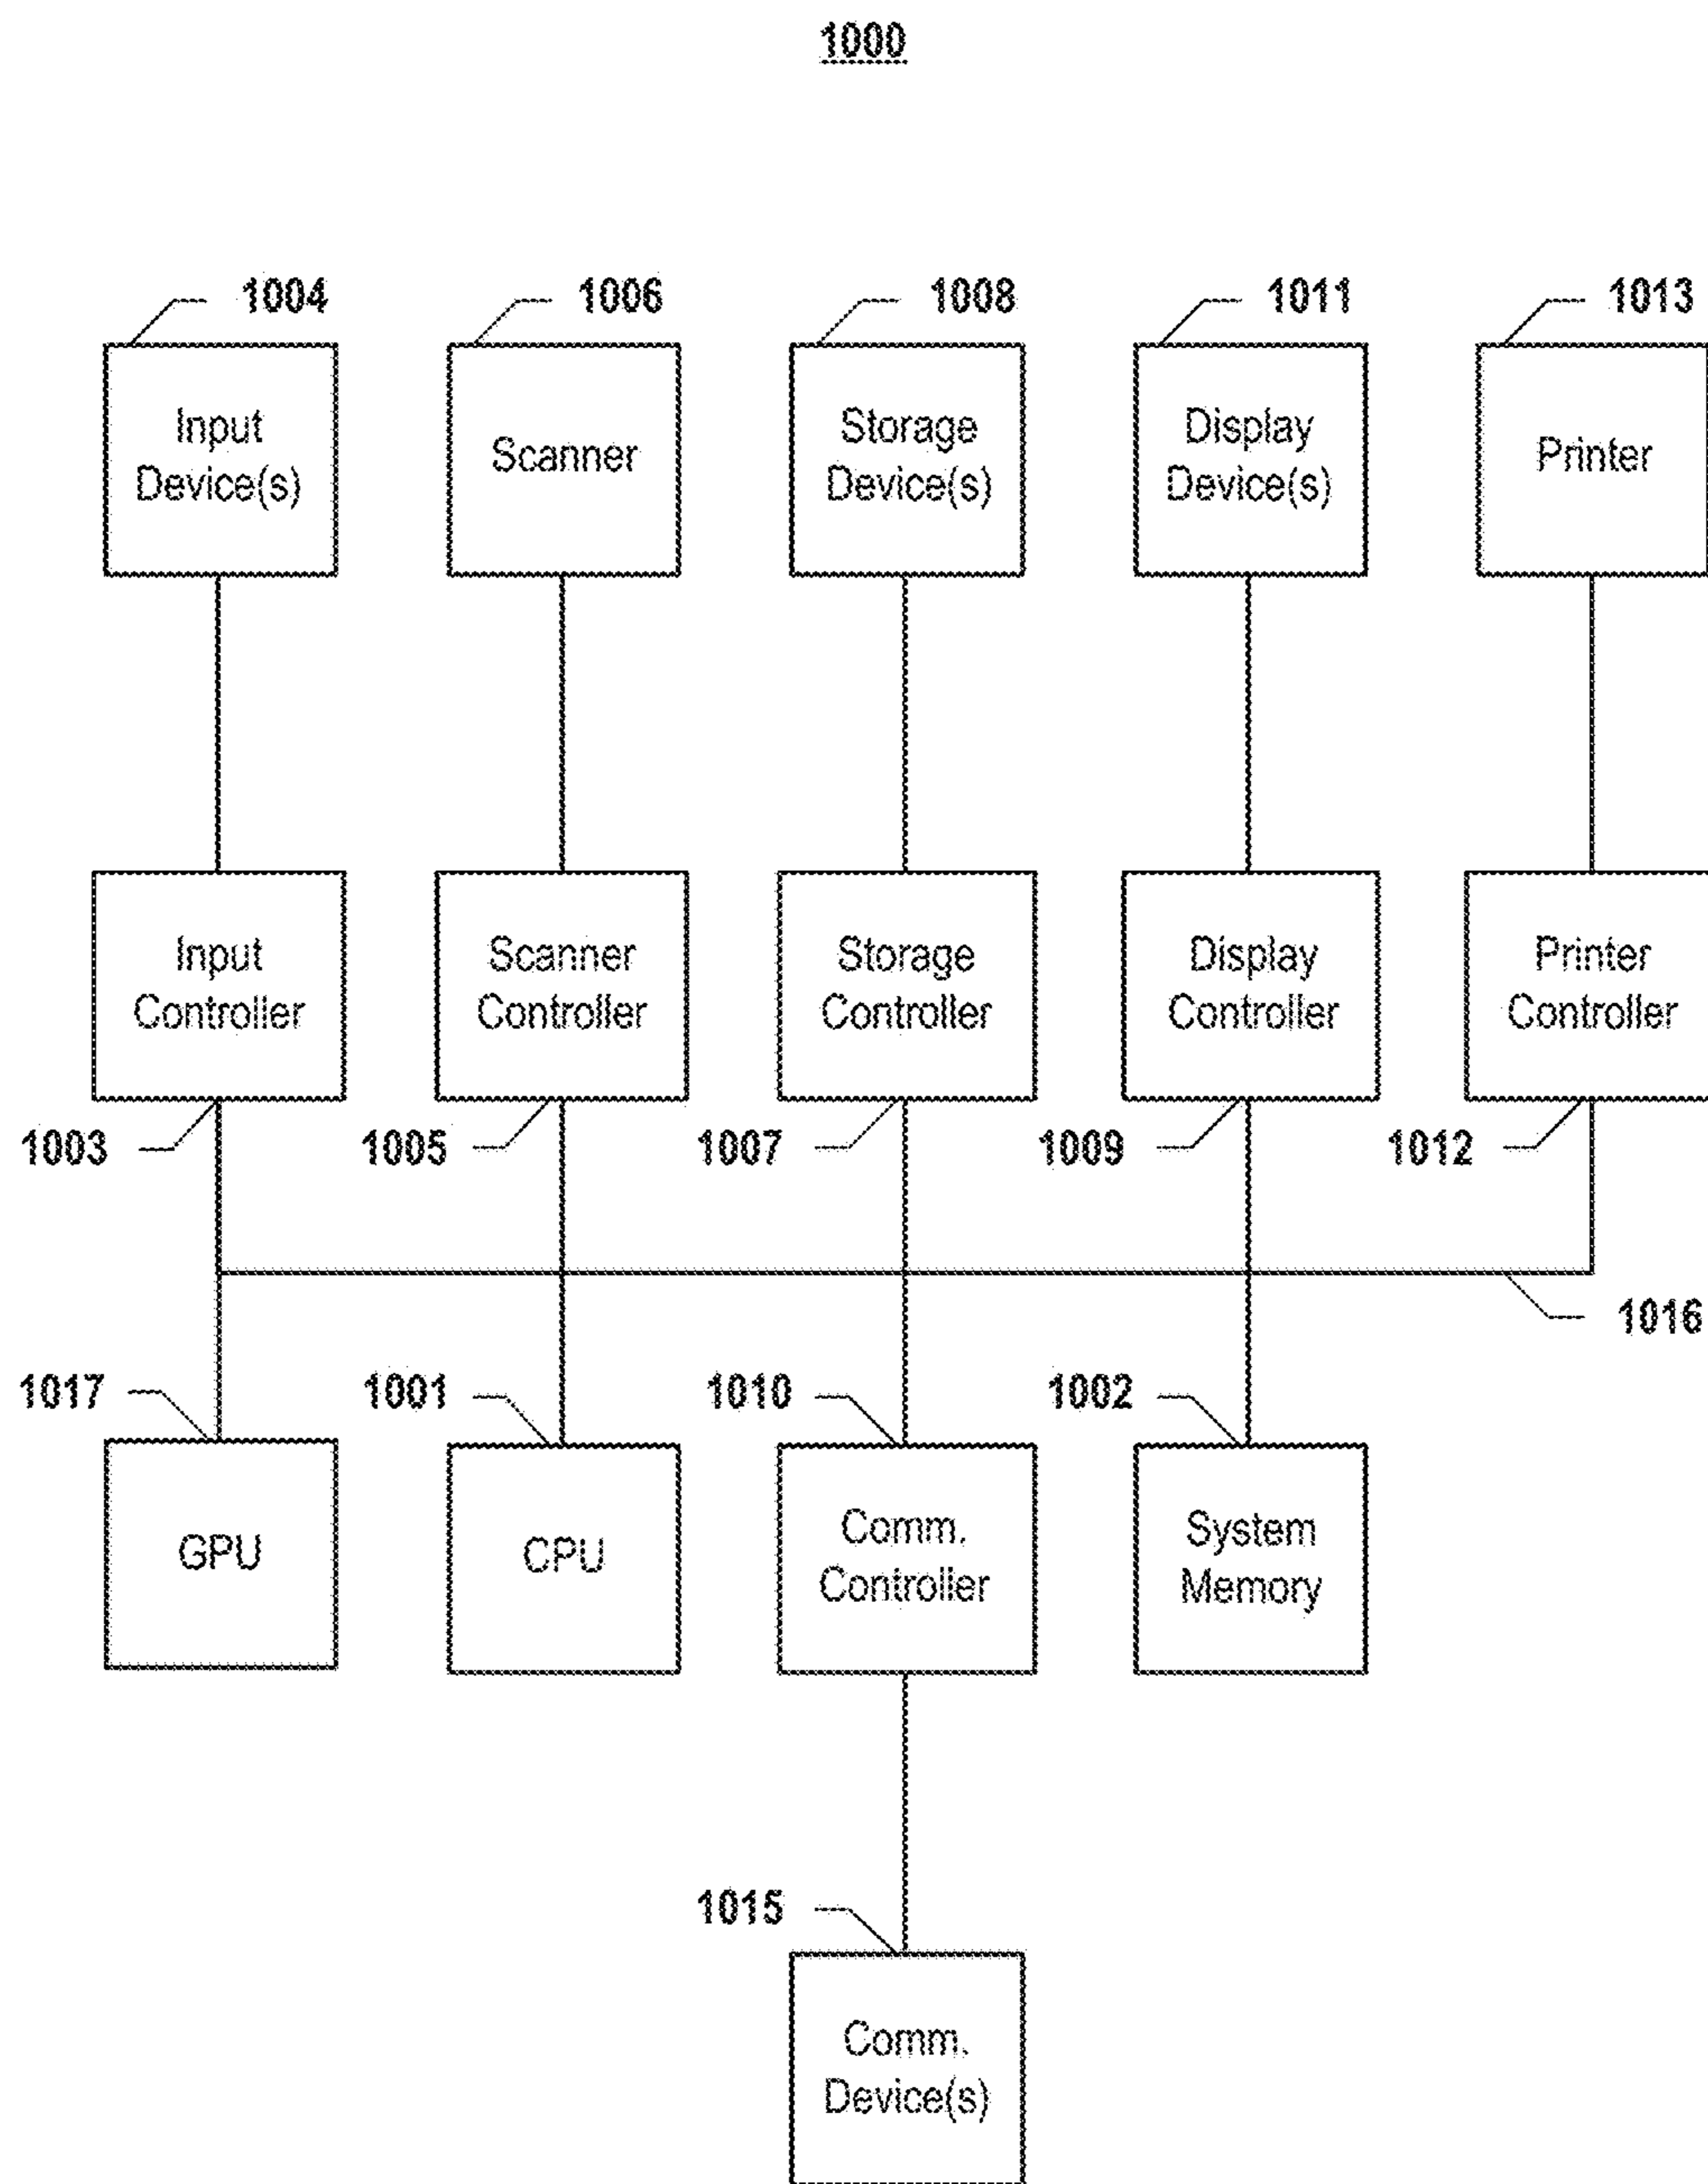 1000
1004
1006
1008
1011
1013
Input
Device(s)
Scanner
Storage
Device(s)
Display
Device(s)
Printer
Input
Controller
Scanner
Controller
Storage
Controller
Display
Controller
Printer
Controller
1003
1005
1007
1009
1012
1016
1017
1001
1010
1002
GPU
CPU
Comm.
Controller
System
Memory
1015
Comm.
Device(s)